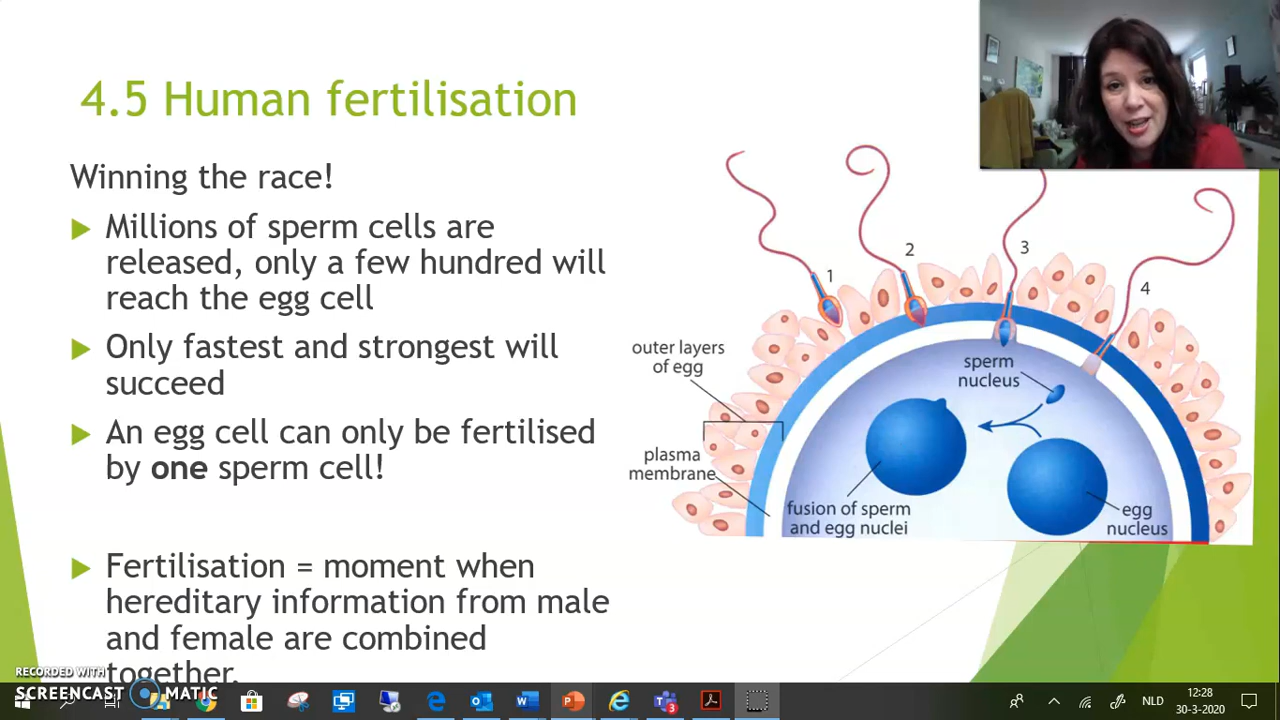 4.5 Human fertilisation
Winning the race!
Millions of sperm cells are
released, only a few hundred will
reach the egg cell
Only fastest and strongest will
succeed
An egg cell can only be fertilised
by one sperm cell!
Fertilisation = moment when
hereditary information from male
and female are combined
together.
1
2
3
4
outer layers
of egg
sperm
nucleus
plasma
membrane
fusion of sperm
and egg nuclei
egg
nucleus
RECORDED WITH
SCREENCAST MATIC
NLD
12:28
30-3-2020